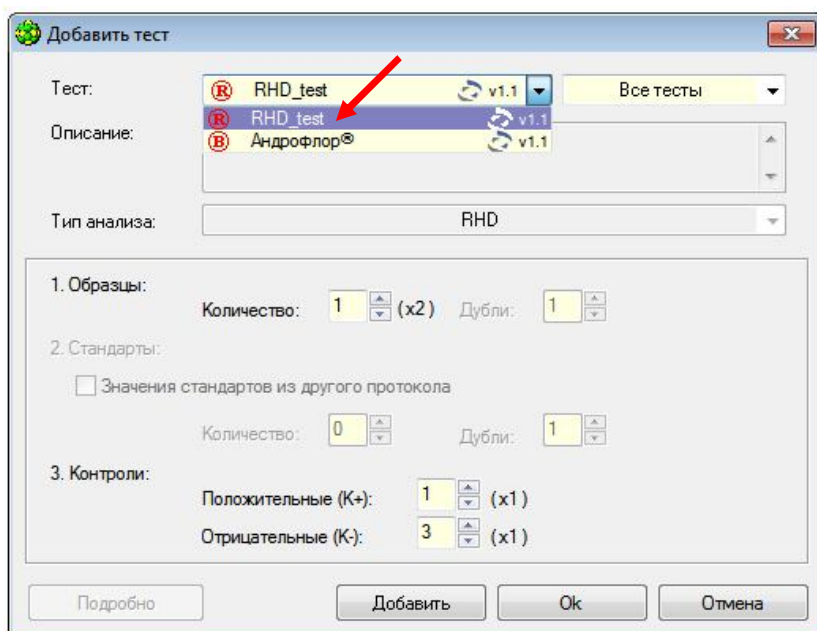 Добавить тест
Тест: Ⓡ RHD_test v1.1 Все тесты
Ⓡ RHD_test v1.1
Описание: Ⓑ Андрофлор® v1.1
Тип анализа: RHD
1. Образцы:
Количество: 1 (x2) Дубли: 1
2. Стандарты:
Значения стандартов из другого протокола
Количество: 0 Дубли: 1
3. Контроли:
Положительные (К+): 1 (x1)
Отрицательные (К-): 3 (x1)
Подробно Добавить Ok Отмена